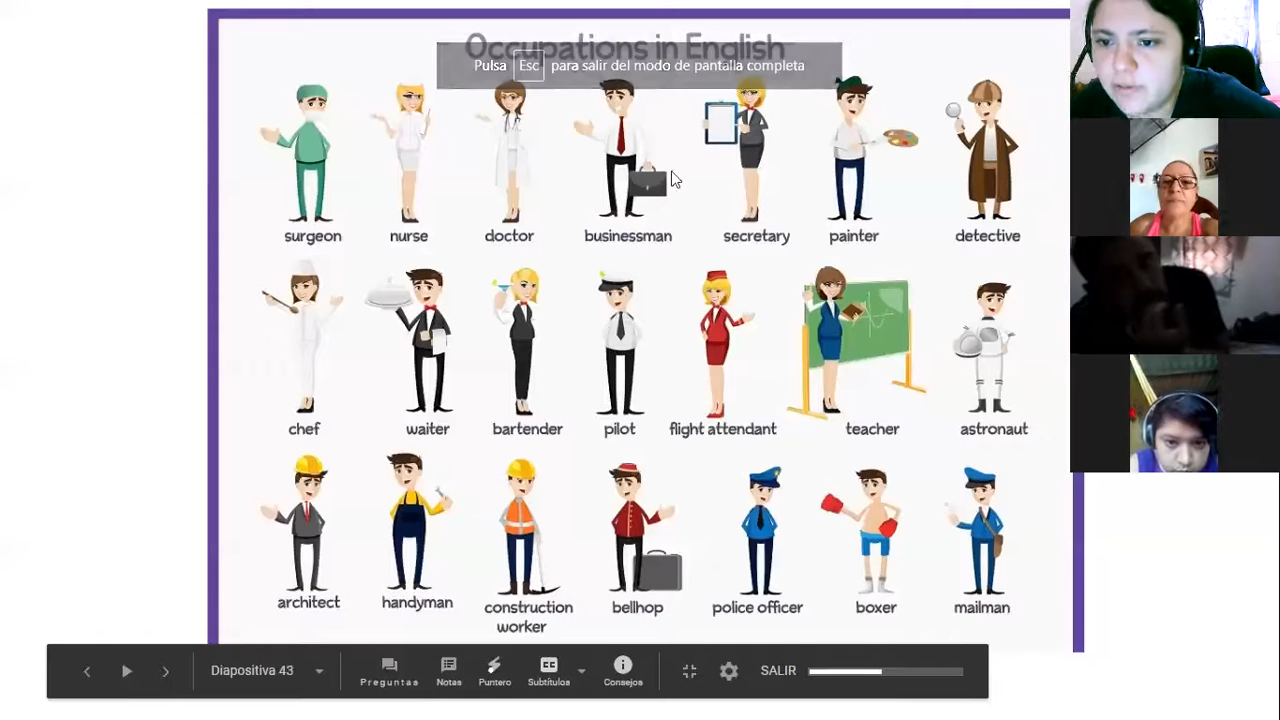 Occupations in English
Pulsa Esc para salir del modo de pantalla completa
surgeon nurse doctor businessman secretary painter detective
chef waiter bartender pilot flight attendant teacher astronaut
architect handyman construction bellhop police officer boxer mailman
worker
Diapositiva 43 Preguntas Notas Puntero Subtítulos Consejos SALIR